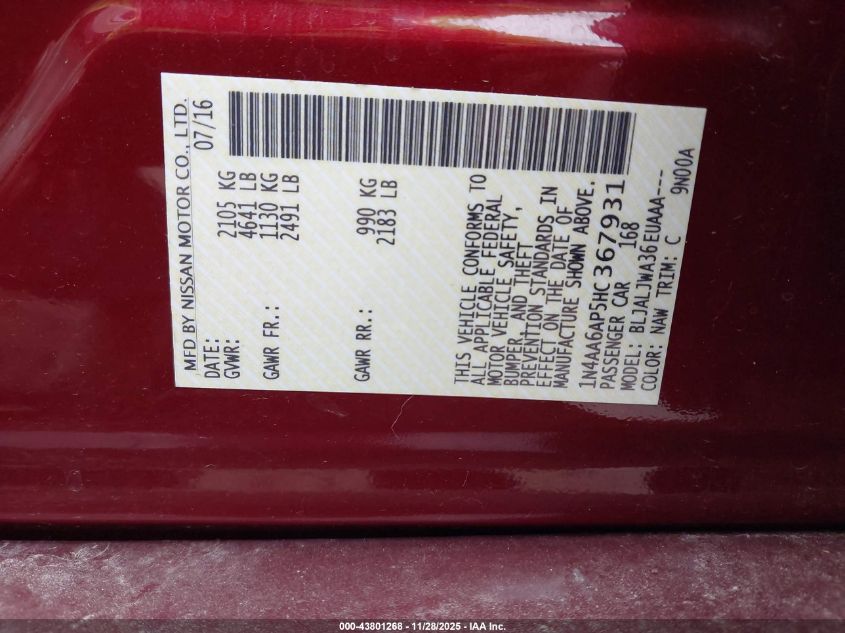 MFD BY NISSAN MOTOR CO., LTD.
DATE: 07/16
GVWR: 2105 KG
4641 LB
GAWR FR.: 1130 KG
2491 LB
GAWR RR.: 990 KG
2183 LB
THIS VEHICLE CONFORMS TO
ALL APPLICABLE FEDERAL
MOTOR VEHICLE SAFETY,
BUMPER, AND THEFT
PREVENTION STANDARDS IN
EFFECT ON THE DATE OF
MANUFACTURE SHOWN ABOVE.
1N4AA6AP5HC367931
PASSENGER CAR 168
MODEL: BLJALJWA36EUAAA---
COLOR: NAW TRIM: C 9N00A
000-43801268 - 11/28/2025 - IAA Inc.